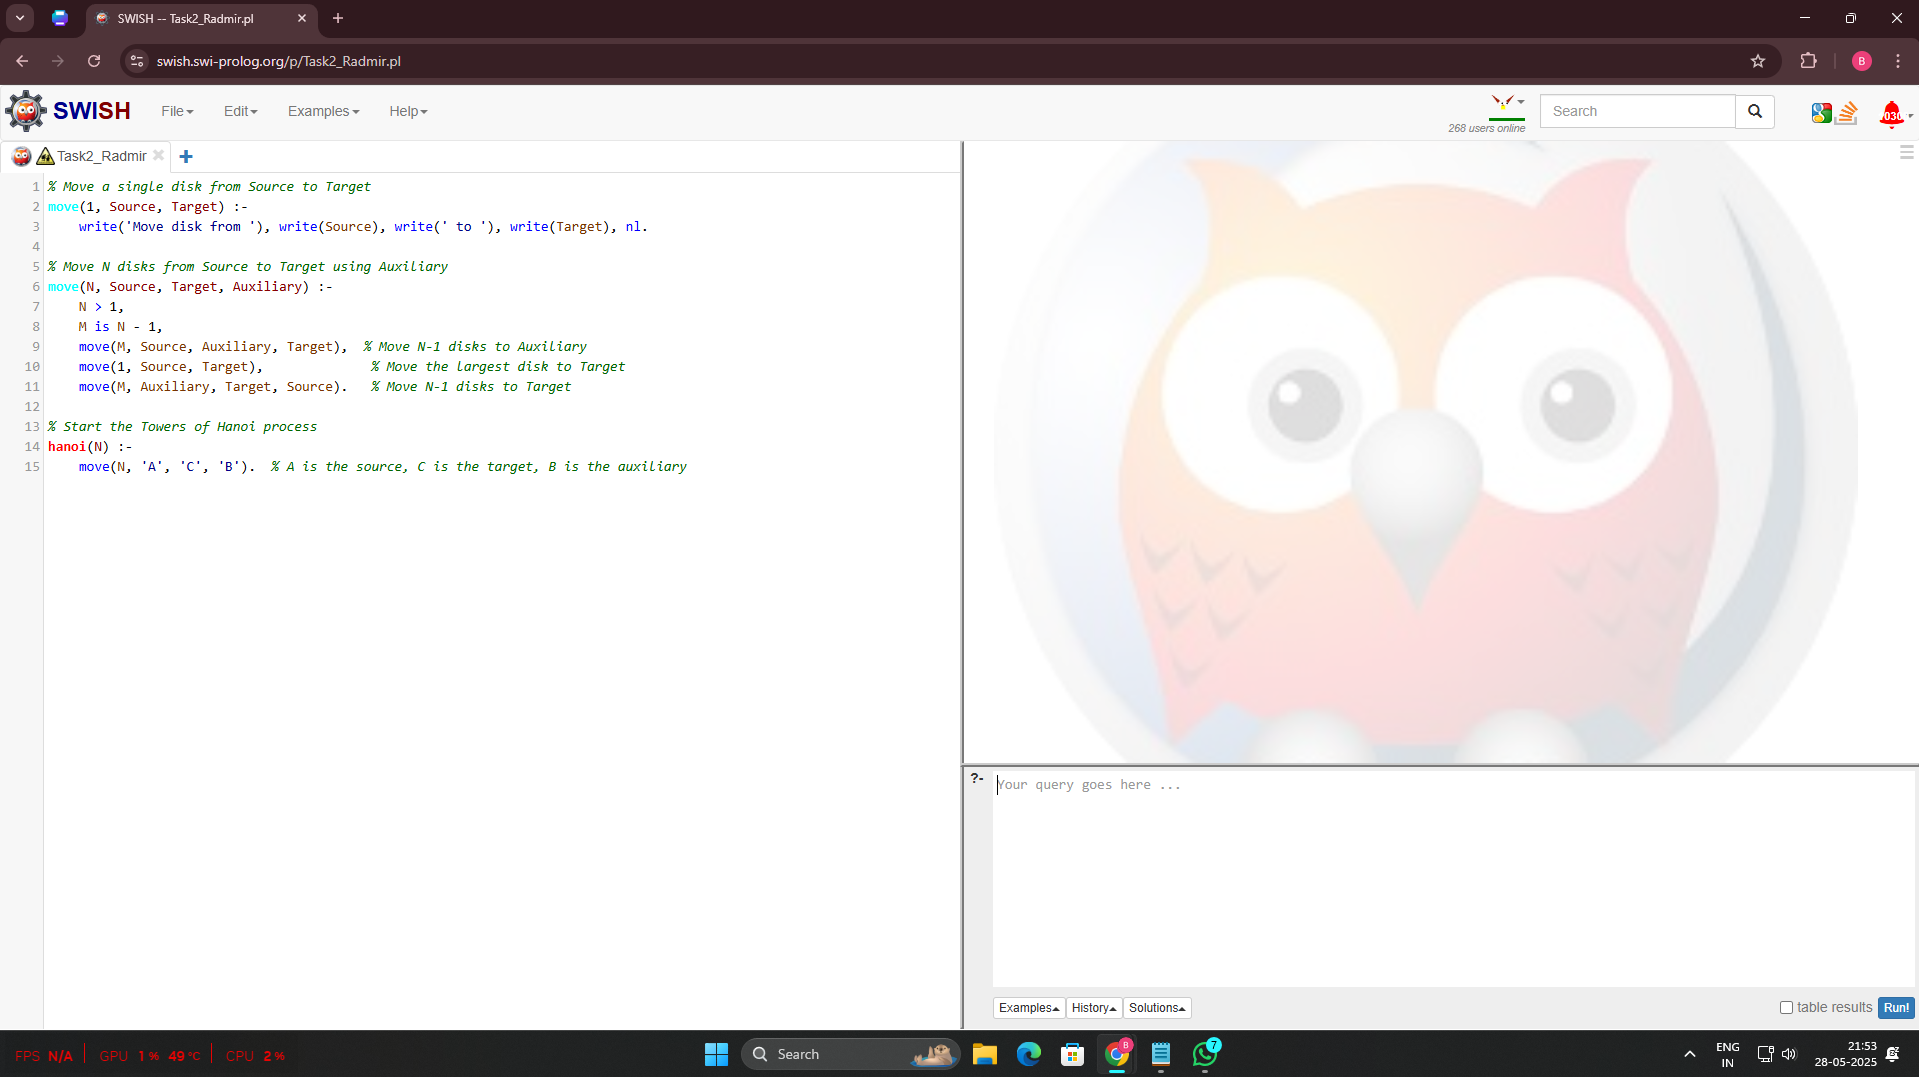 SWISH -- Task2_Radmir.pl
swish.swi-prolog.org/p/Task2_Radmir.pl
B
SWISH File Edit Examples Help
268 users online
Search
Task2_Radmir
1 % Move a single disk from Source to Target
2 move(1, Source, Target) :-
3     write('Move disk from '), write(Source), write(' to '), write(Target), nl.
4
5 % Move N disks from Source to Target using Auxiliary
6 move(N, Source, Target, Auxiliary) :-
7     N > 1,
8     M is N - 1,
9     move(M, Source, Auxiliary, Target),  % Move N-1 disks to Auxiliary
10     move(1, Source, Target),              % Move the largest disk to Target
11     move(M, Auxiliary, Target, Source).   % Move N-1 disks to Target
12
13 % Start the Towers of Hanoi process
14 hanoi(N) :-
15     move(N, 'A', 'C', 'B').  % A is the source, C is the target, B is the auxiliary
?- Your query goes here ...
Examples History Solutions table results Run!
FPS N/A GPU 1 % 49 °C CPU 2 %
Search
B
7
ENG
IN
21:53
28-05-2025